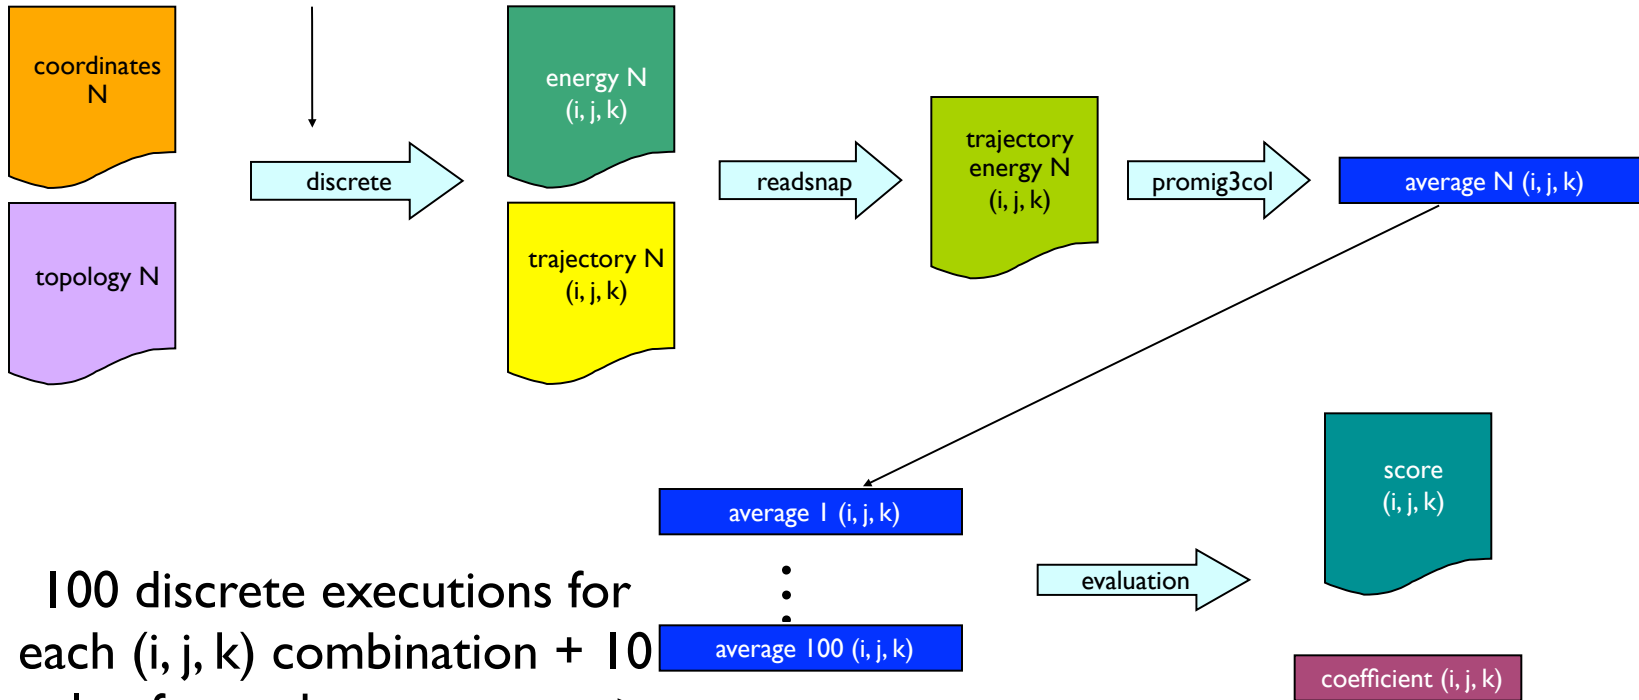 coordinates
N
energy N
(i, j, k)
trajectory
energy N
(i, j, k)
discrete
readsnap
promig3col
average N (i, j, k)
topology N
trajectory N
(i, j, k)
average 1 (i, j, k)
score
(i, j, k)
100 discrete executions for
each (i, j, k) combination + 10
evaluation
average 100 (i, j, k)
coefficient (i, j, k)